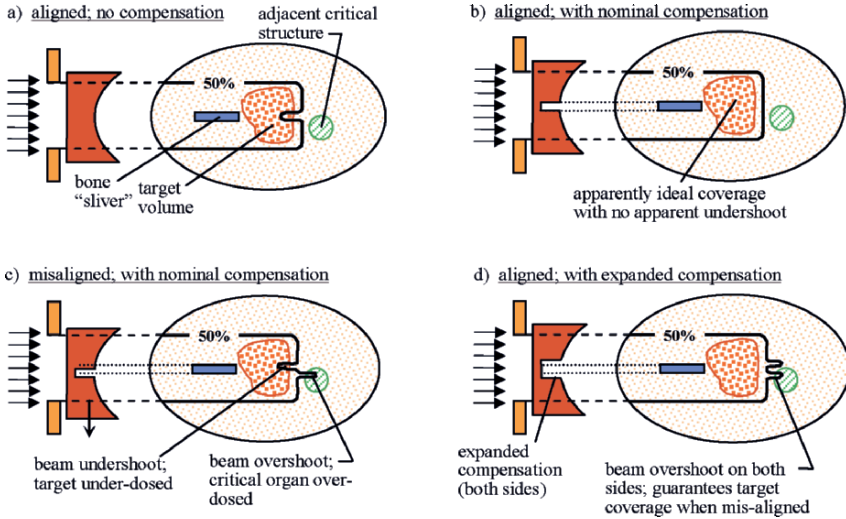 a) aligned; no compensation
adjacent critical
structure
50%
bone
“sliver”
target
volume
b) aligned; with nominal compensation
50%
apparently ideal coverage
with no apparent undershoot
c) misaligned; with nominal compensation
50%
beam undershoot;
target under-dosed
beam overshoot;
critical organ over-
dosed
d) aligned; with expanded compensation
50%
expanded
compensation
(both sides)
beam overshoot on both
sides; guarantees target
coverage when mis-aligned